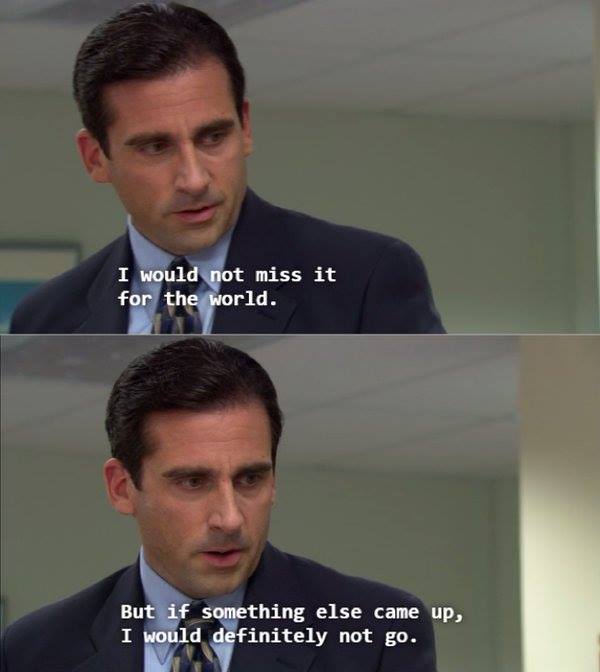 I would not miss it
for the world.
But if something else came up,
I would definitely not go.